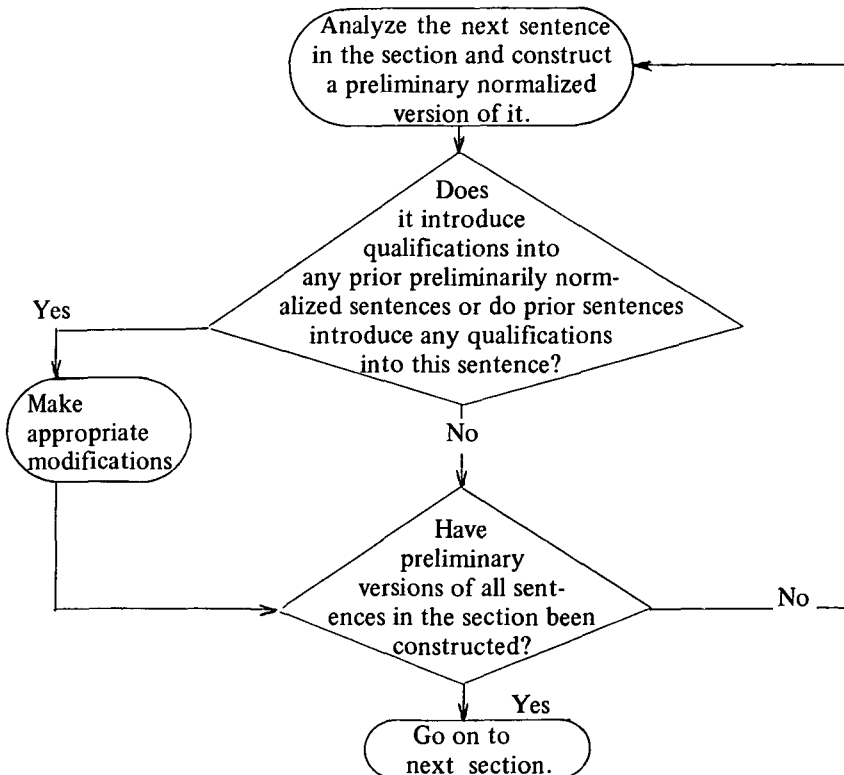 Analyze the next sentence
in the section and construct
a preliminary normalized
version of it.
Does
it introduce
qualifications into
any prior preliminarily norm-
alized sentences or do prior sentences
introduce any qualifications
into this sentence?
Yes
Make
appropriate
modifications
No
Have
preliminary
versions of all sent-
ences in the section been
constructed?
No
Yes
Go on to
next section.